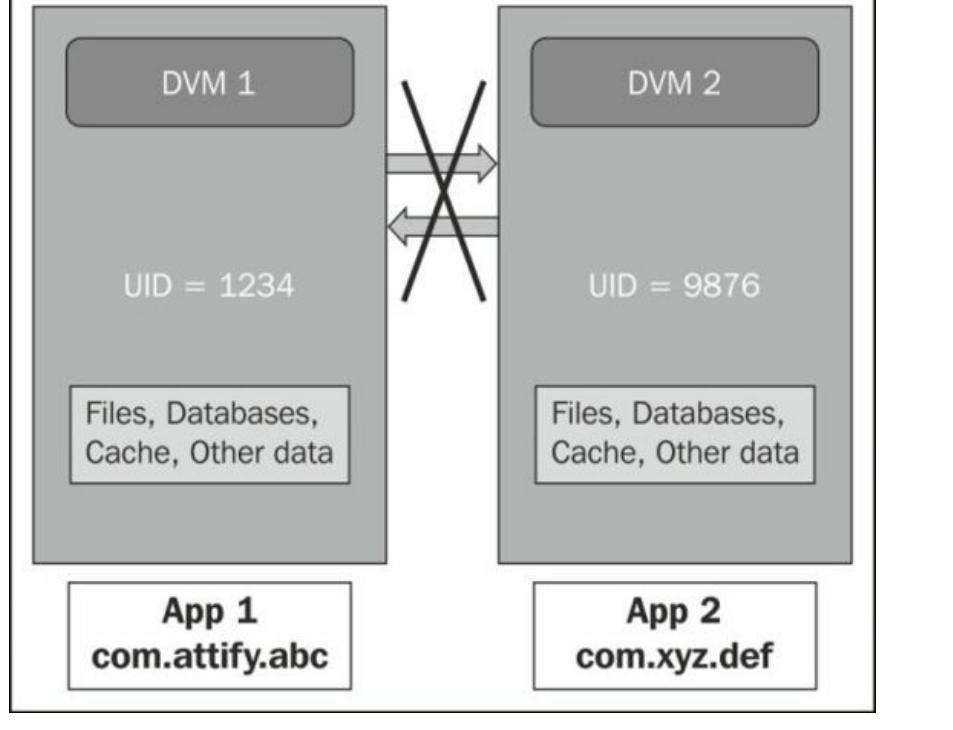 DVM 1
UID = 1234
Files, Databases,
Cache, Other data
App 1
com.attify.abc
DVM 2
UID = 9876
Files, Databases,
Cache, Other data
App 2
com.xyz.def